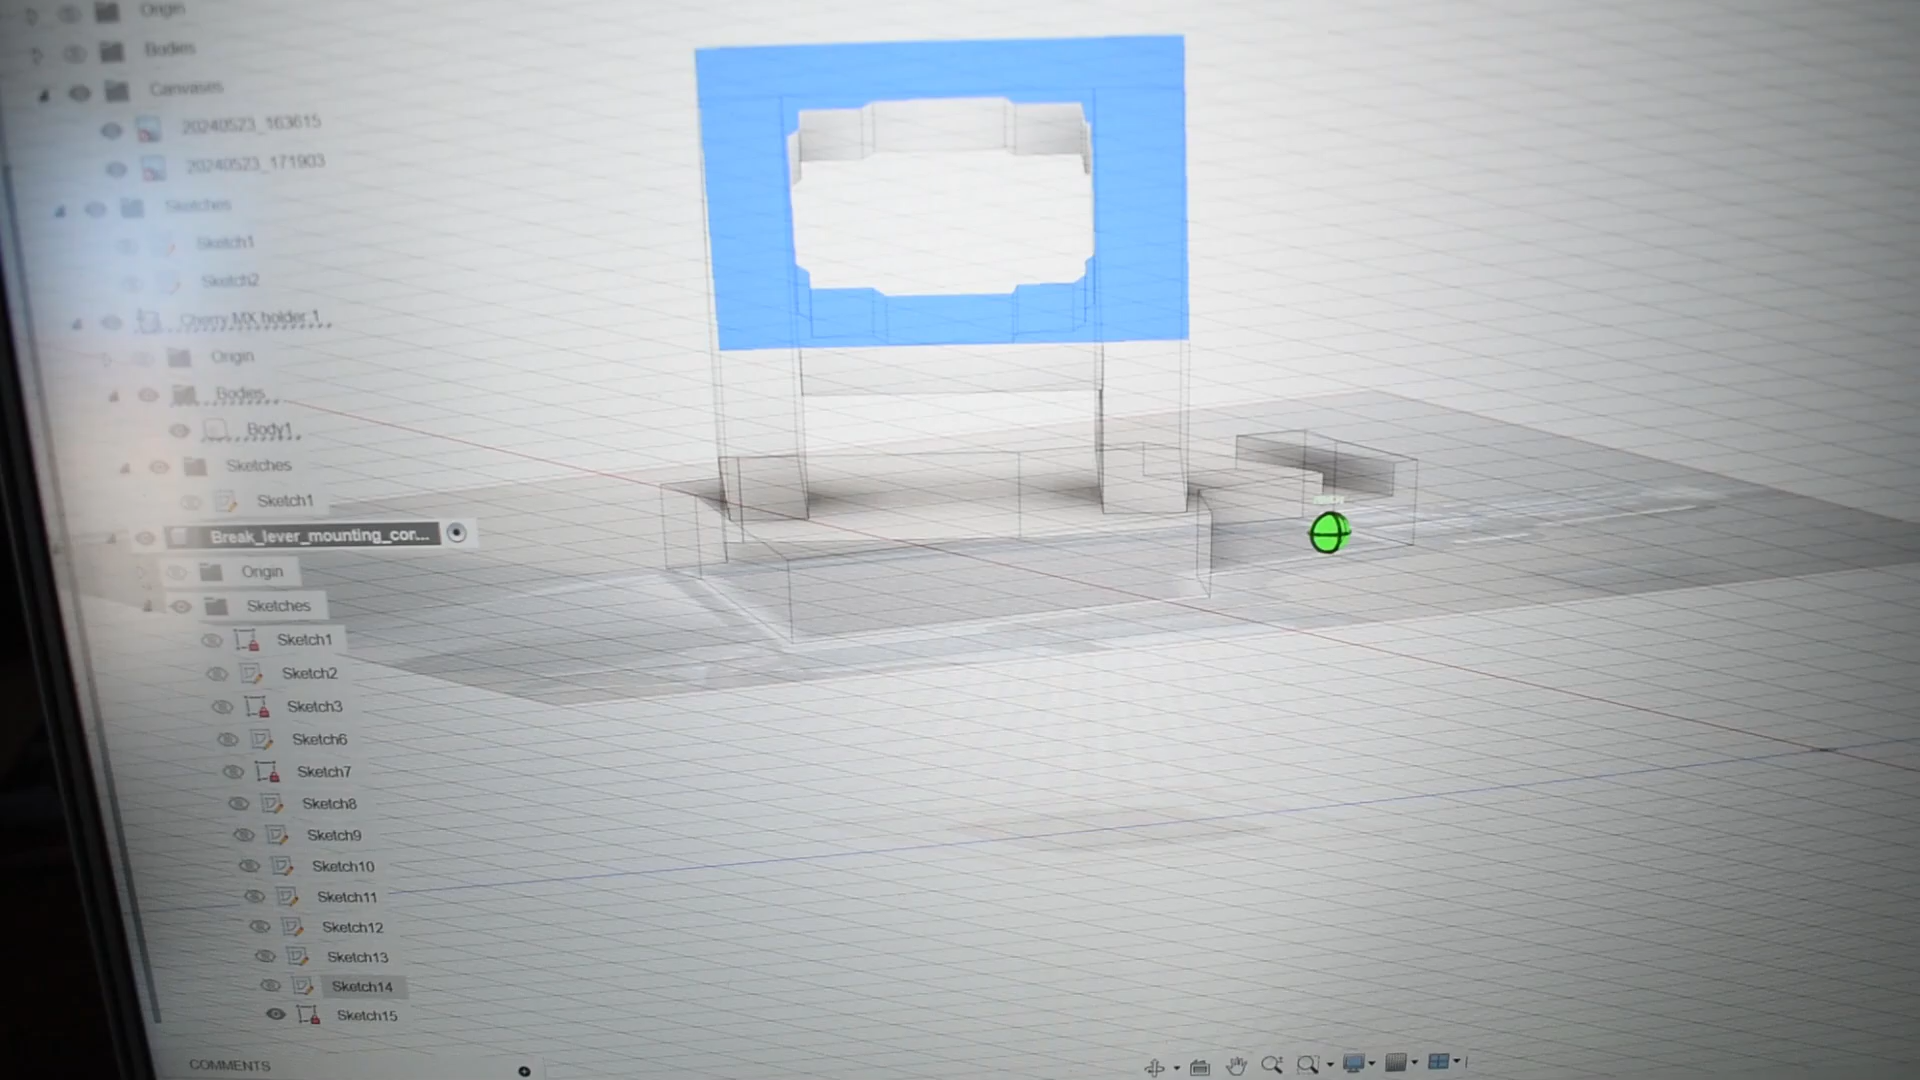 Origin
Bodies
Canvases
20240523_163615
20240523_171903
Sketches
Sketch1
Sketch2
Cherry MX holder:1
Origin
Bodies
Body1
Sketches
Sketch1
Break_lever_mounting_cor...
Origin
Sketches
Sketch1
Sketch2
Sketch3
Sketch6
Sketch7
Sketch8
Sketch9
Sketch10
Sketch11
Sketch12
Sketch13
Sketch14
Sketch15
COMMENTS